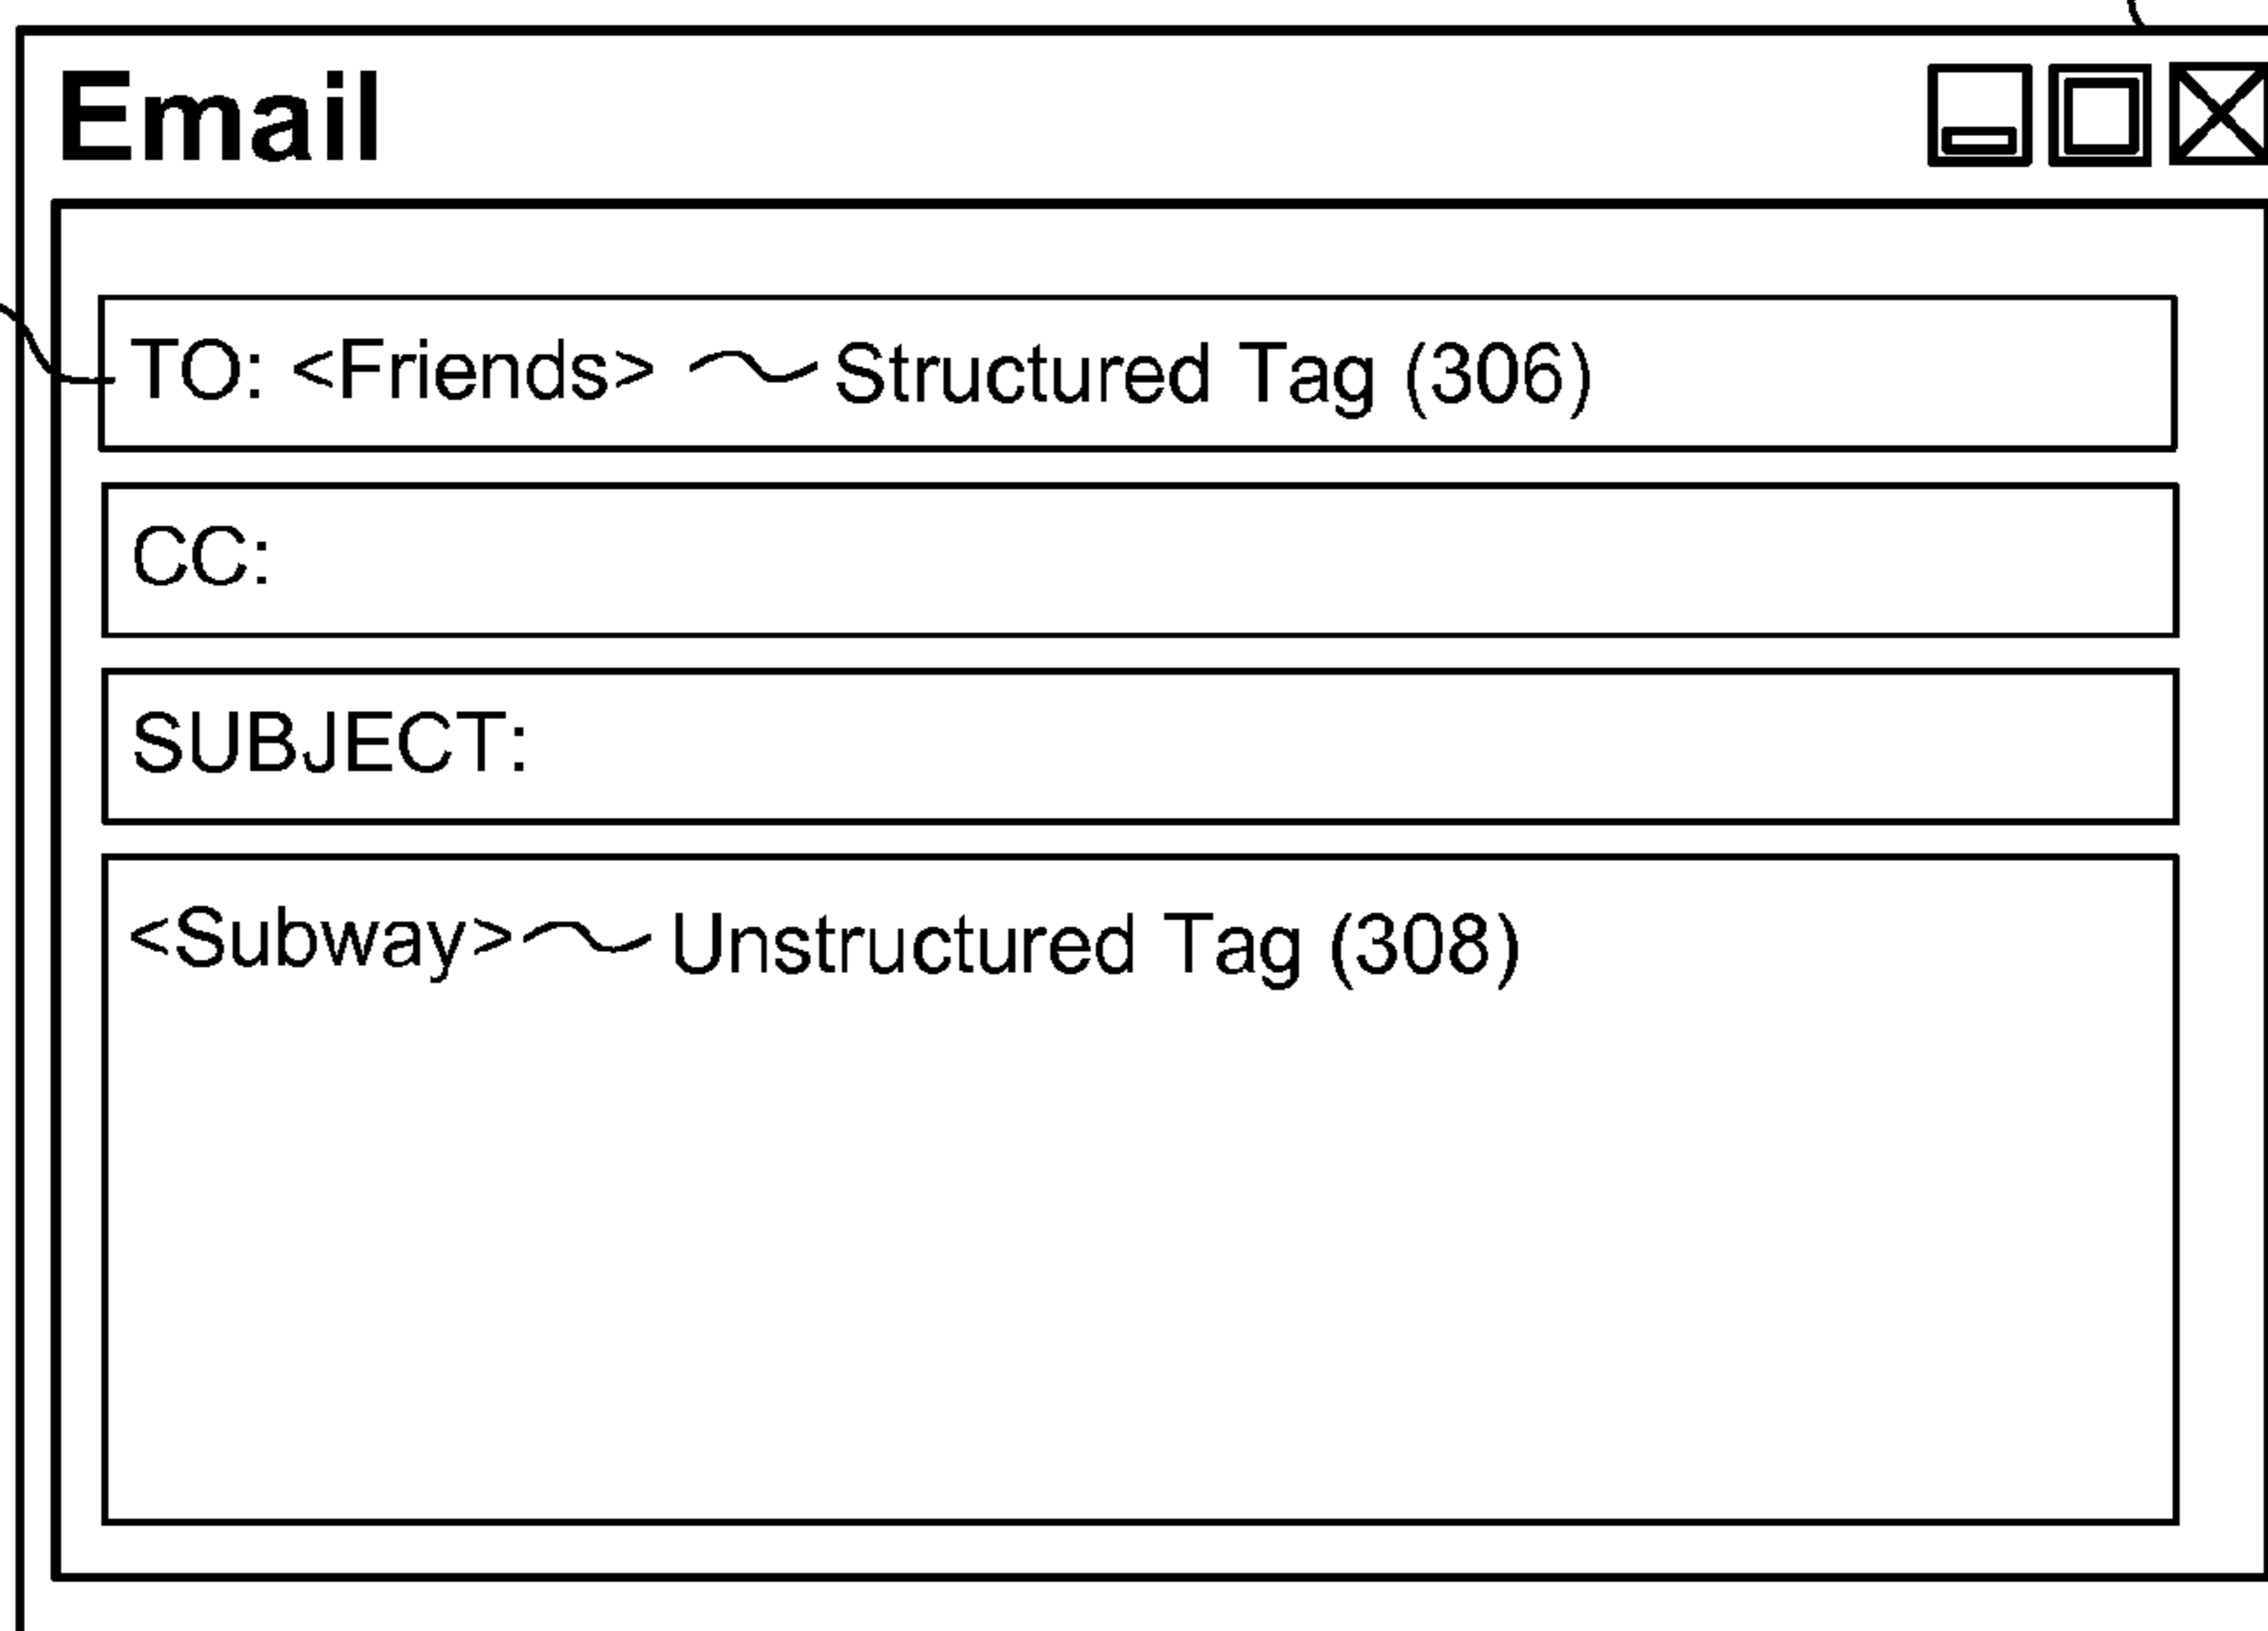 Email
TO: <Friends> Structured Tag (306)
CC:
SUBJECT:
<Subway> Unstructured Tag (308)